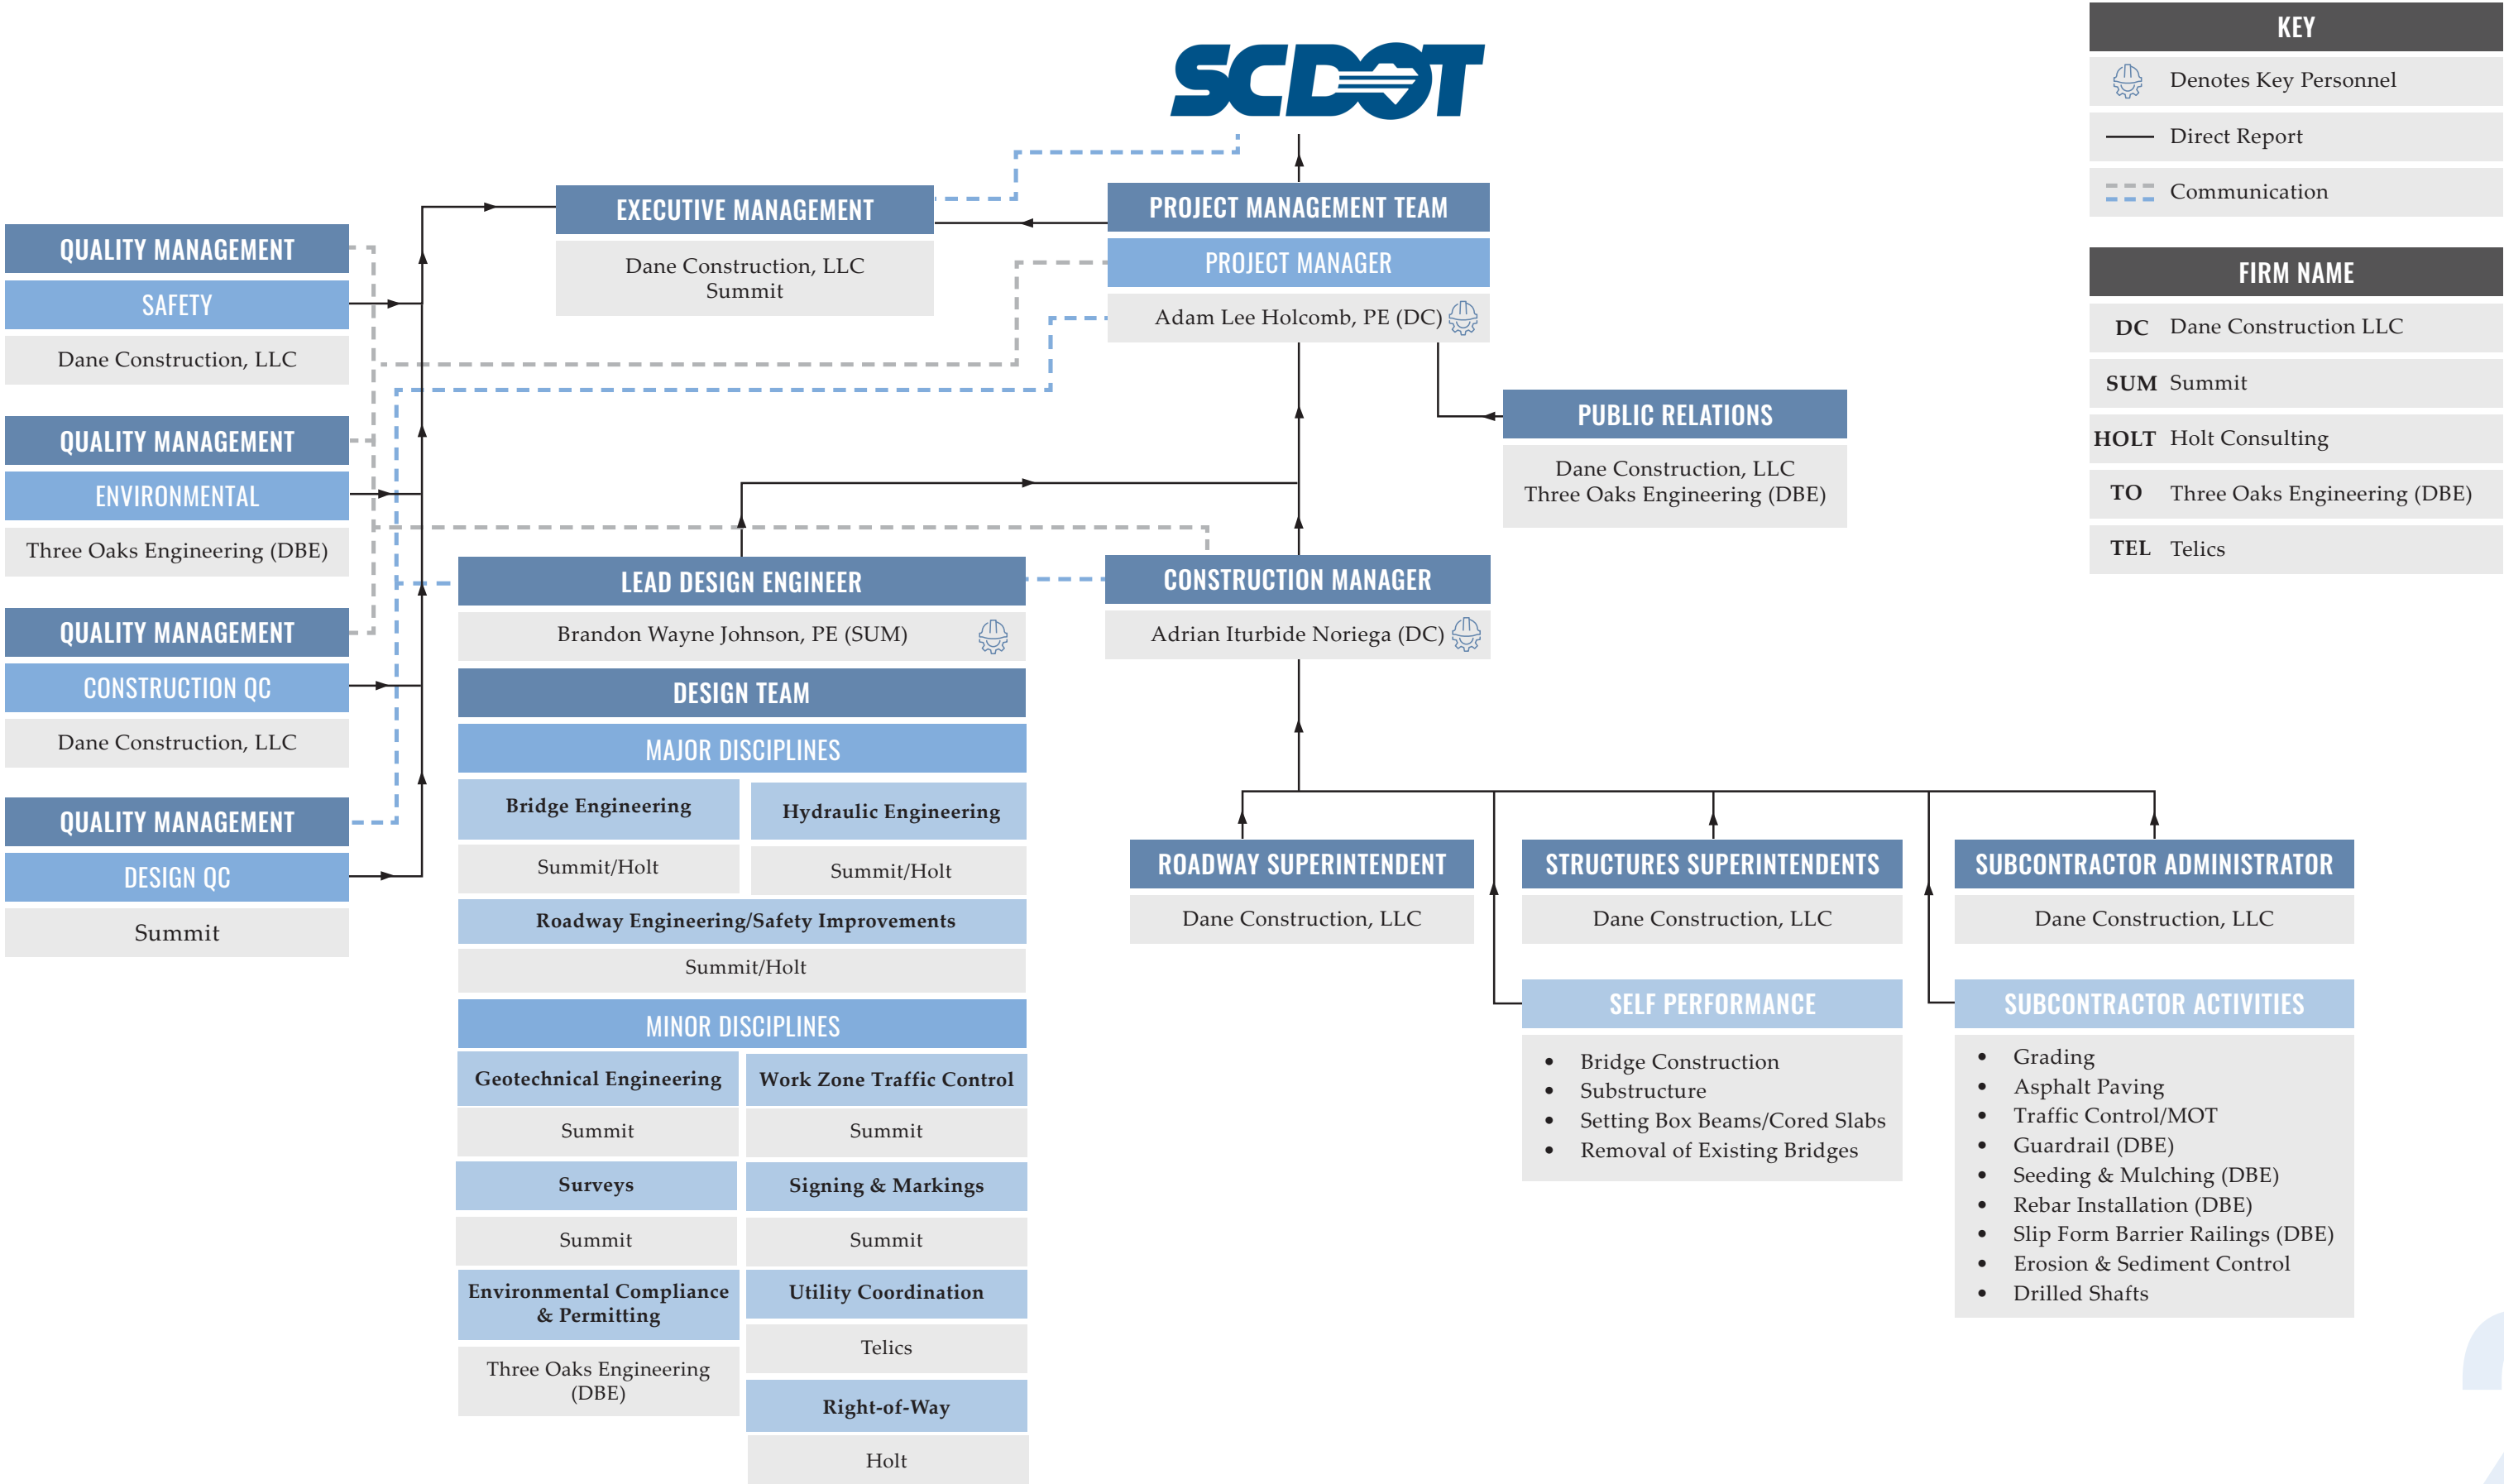 SCDOT
KEY
Denotes Key Personnel
Direct Report
Communication
FIRM NAME
DC Dane Construction LLC
SUM Summit
HOLT Holt Consulting
TO Three Oaks Engineering (DBE)
TEL Telics
EXECUTIVE MANAGEMENT
Dane Construction, LLC
Summit
PROJECT MANAGEMENT TEAM
PROJECT MANAGER
Adam Lee Holcomb, PE (DC)
PUBLIC RELATIONS
Dane Construction, LLC
Three Oaks Engineering (DBE)
QUALITY MANAGEMENT
SAFETY
Dane Construction, LLC
QUALITY MANAGEMENT
ENVIRONMENTAL
Three Oaks Engineering (DBE)
QUALITY MANAGEMENT
CONSTRUCTION QC
Dane Construction, LLC
QUALITY MANAGEMENT
DESIGN QC
Summit
LEAD DESIGN ENGINEER
Brandon Wayne Johnson, PE (SUM)
DESIGN TEAM
MAJOR DISCIPLINES
Bridge Engineering
Summit/Holt
Hydraulic Engineering
Summit/Holt
Roadway Engineering/Safety Improvements
Summit/Holt
MINOR DISCIPLINES
Geotechnical Engineering
Summit
Work Zone Traffic Control
Summit
Surveys
Summit
Signing & Markings
Summit
Environmental Compliance
& Permitting
Three Oaks Engineering
(DBE)
Utility Coordination
Telics
Right-of-Way
Holt
CONSTRUCTION MANAGER
Adrian Iturbide Noriega (DC)
ROADWAY SUPERINTENDENT
Dane Construction, LLC
STRUCTURES SUPERINTENDENTS
Dane Construction, LLC
SUBCONTRACTOR ADMINISTRATOR
Dane Construction, LLC
SELF PERFORMANCE
• Bridge Construction
• Substructure
• Setting Box Beams/Cored Slabs
• Removal of Existing Bridges
SUBCONTRACTOR ACTIVITIES
• Grading
• Asphalt Paving
• Traffic Control/MOT
• Guardrail (DBE)
• Seeding & Mulching (DBE)
• Rebar Installation (DBE)
• Slip Form Barrier Railings (DBE)
• Erosion & Sediment Control
• Drilled Shafts